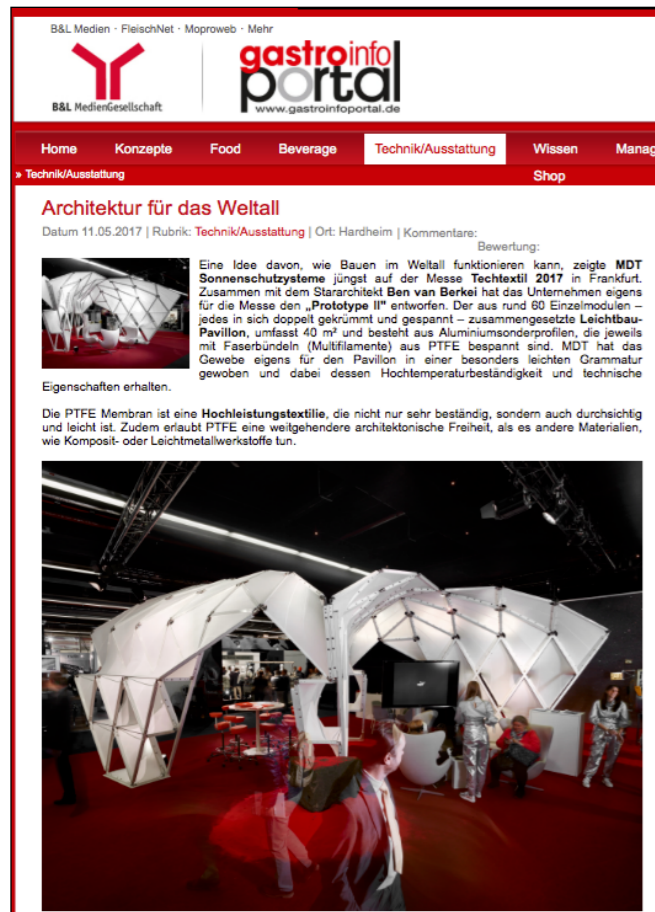 B&L Medien · FleischNet · Moproweb · Mehr
B&L MedienGesellschaft
gastroinfo
portal
www.gastroinfoportal.de
Home Konzepte Food Beverage Technik/Ausstattung Wissen Manag
» Technik/Ausstattung Shop
Architektur für das Weltall
Datum 11.05.2017 | Rubrik: Technik/Ausstattung | Ort: Hardheim | Kommentare:
Bewertung:
Eine Idee davon, wie Bauen im Weltall funktionieren kann, zeigte MDT
Sonnenschutzysteme jüngst auf der Messe Techtextil 2017 in Frankfurt.
Zusammen mit dem Stararchitekt Ben van Berkei hat das Unternehmen eigens
für die Messe den „Prototype II" entworfen. Der aus rund 60 Einzelmodulen –
jedes in sich doppelt gekrümmt und gespannt – zusammengesetzte Leichtbau-
Pavillon, umfasst 40 m² und besteht aus Aluminiumsonderprofilen, die jeweils
mit Faserbündeln (Multifilamente) aus PTFE bespannt sind. MDT hat das
Gewebe eigens für den Pavillon in einer besonders leichten Grammatur
gewoben und dabei dessen Hochtemperaturbeständigkeit und technische
Eigenschaften erhalten.
Die PTFE Membran ist eine Hochleistungstextilie, die nicht nur sehr beständig, sondern auch durchsichtig
und leicht ist. Zudem erlaubt PTFE eine weitgehendere architektonische Freiheit, als es andere Materialien,
wie Komposit- oder Leichtmetallwerkstoffe tun.